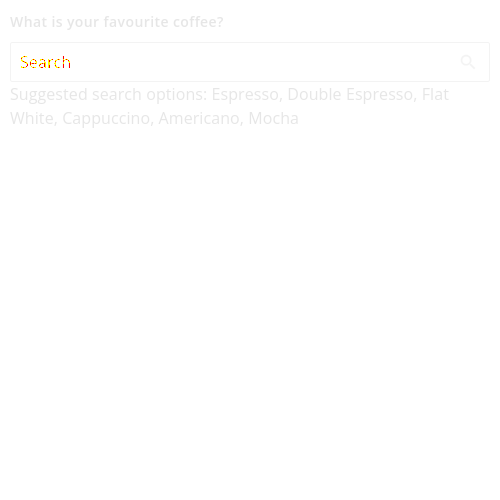 What is your favourite coffee?
Search
Suggested search options: Espresso, Double Espresso, Flat
White, Cappuccino, Americano, Mocha